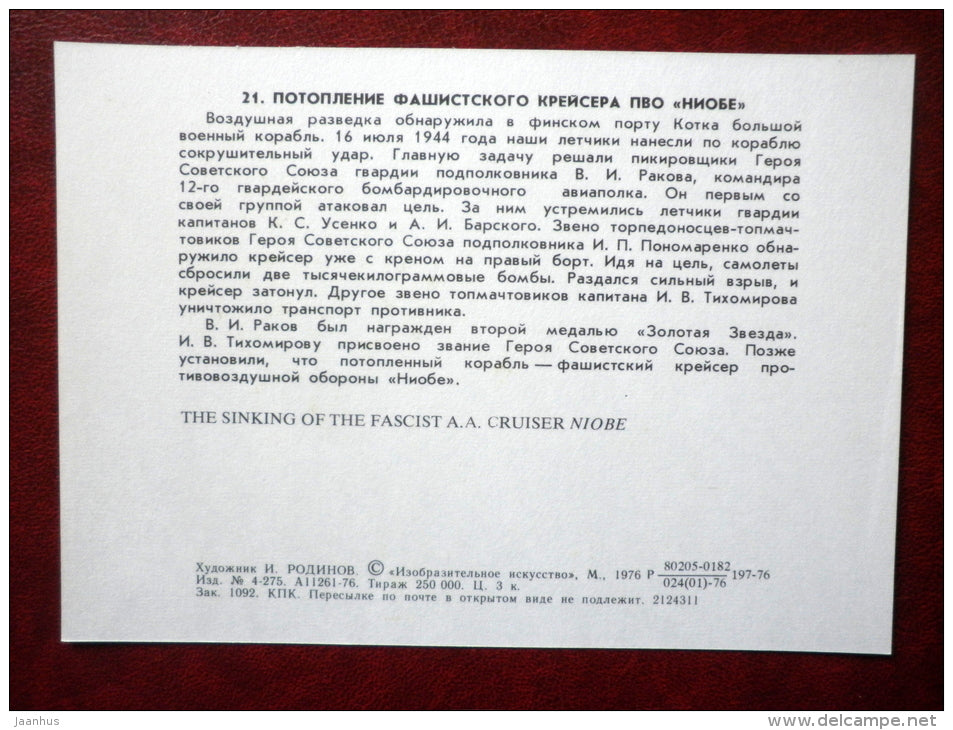 21. ПОТОПЛЕНИЕ ФАШИСТСКОГО КРЕЙСЕРА ПВО «НИОБЕ»
Воздушная разведка обнаружила в финском порту Котка большой
военный корабль. 16 июля 1944 года наши летчики нанесли по кораблю
сокрушительный удар. Главную задачу решали пикировщики Героя
Советского Союза гвардии подполковника В. И. Ракова, командира
12-го гвардейского бомбардировочного авиаполка. Он первым со
своей группой атаковал цель. За ним устремились летчики гвардии
капитанов К. С. Усенко и А. И. Барского. Звено торпедоносцев-топмач-
товиков Героя Советского Союза подполковника И. П. Пономаренко обна-
ружило крейсер уже с креном на правый борт. Идя на цель, самолеты
сбросили две тысячекилограммовые бомбы. Раздался сильный взрыв, и
крейсер затонул. Другое звено топмачтовиков капитана И. В. Тихомирова
уничтожило транспорт противника.
В. И. Раков был награжден второй медалью «Золотая Звезда».
И. В. Тихомирову присвоено звание Героя Советского Союза. Позже
установили, что потопленный корабль — фашистский крейсер про-
тивовоздушной обороны «Ниобе».
THE SINKING OF THE FASCIST A.A. CRUISER NIOBE
Художник И. РОДИНОВ. © «Изобразительное искусство», М., 1976 Р 80205-0182/024(01)-76 197-76
Изд. № 4-275. А11261-76. Тираж 250 000. Ц. 3 к.
Зак. 1092. КПК. Пересылке по почте в открытом виде не подлежит. 2124311
jaanhus
www.delcampe.net